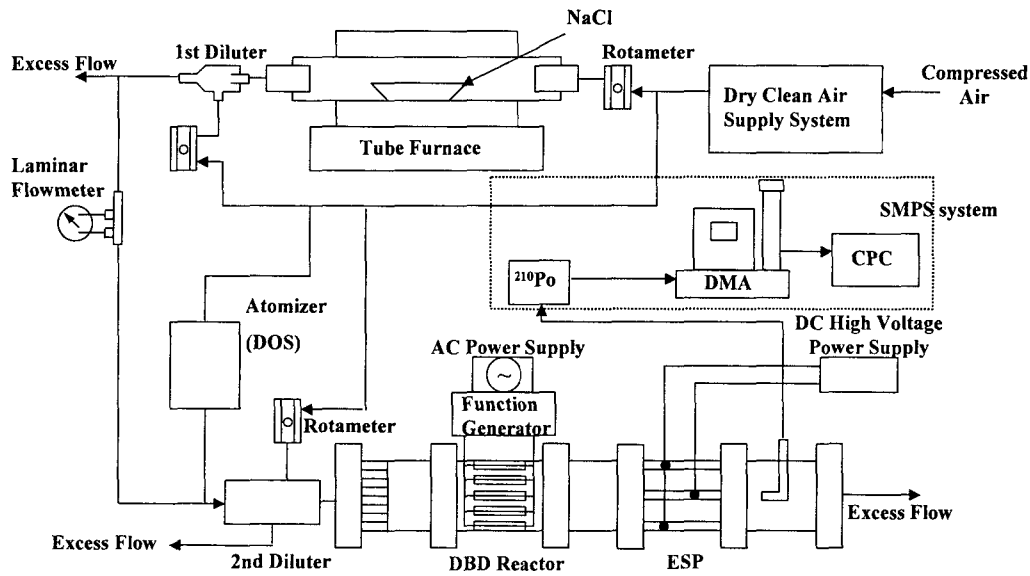 NaCl
1st Diluter
Rotameter
Excess Flow
Compressed
Air
Dry Clean Air
Supply System
Tube Furnace
Laminar
Flowmeter
SMPS system
CPC
210Po
DMA
Atomizer
(DOS)
DC High Voltage
Power Supply
AC Power Supply
~
Function
Generator
Rotameter
Excess Flow
Excess Flow
2nd Diluter
DBD Reactor
ESP